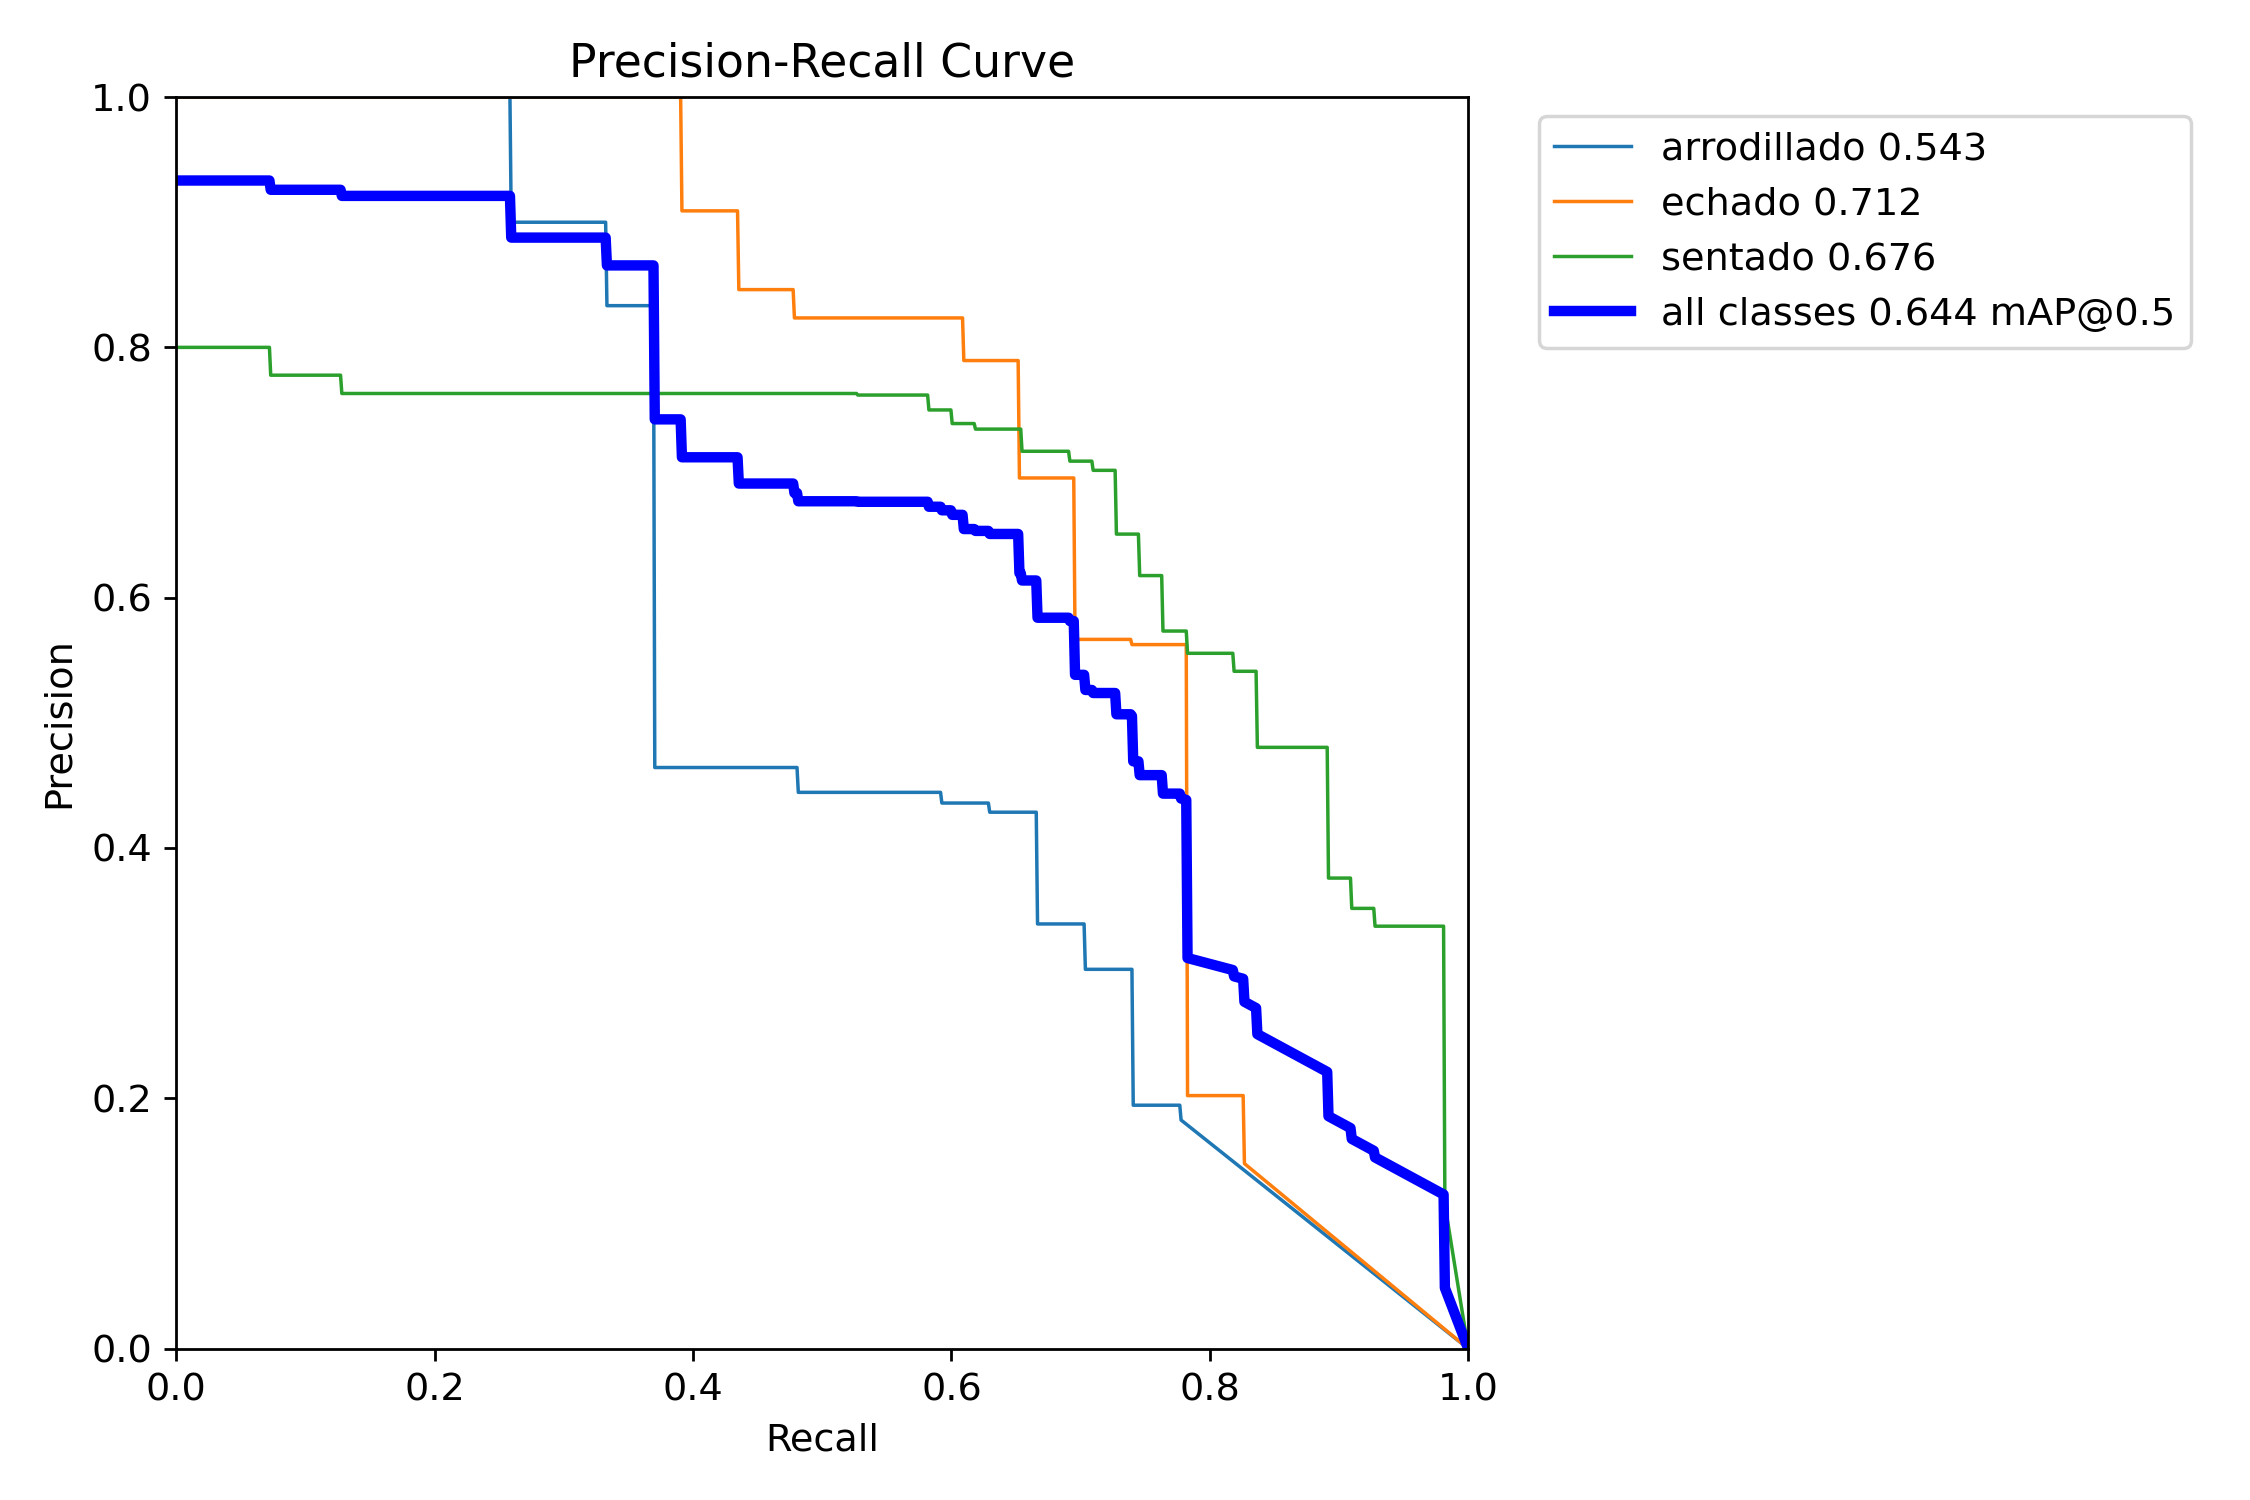 Precision-Recall Curve
1.0
0.8
0.6
0.4
0.2
0.0
Precision
0.0 0.2 0.4 0.6 0.8 1.0
Recall
arrodillado 0.543
echado 0.712
sentado 0.676
all classes 0.644 mAP@0.5